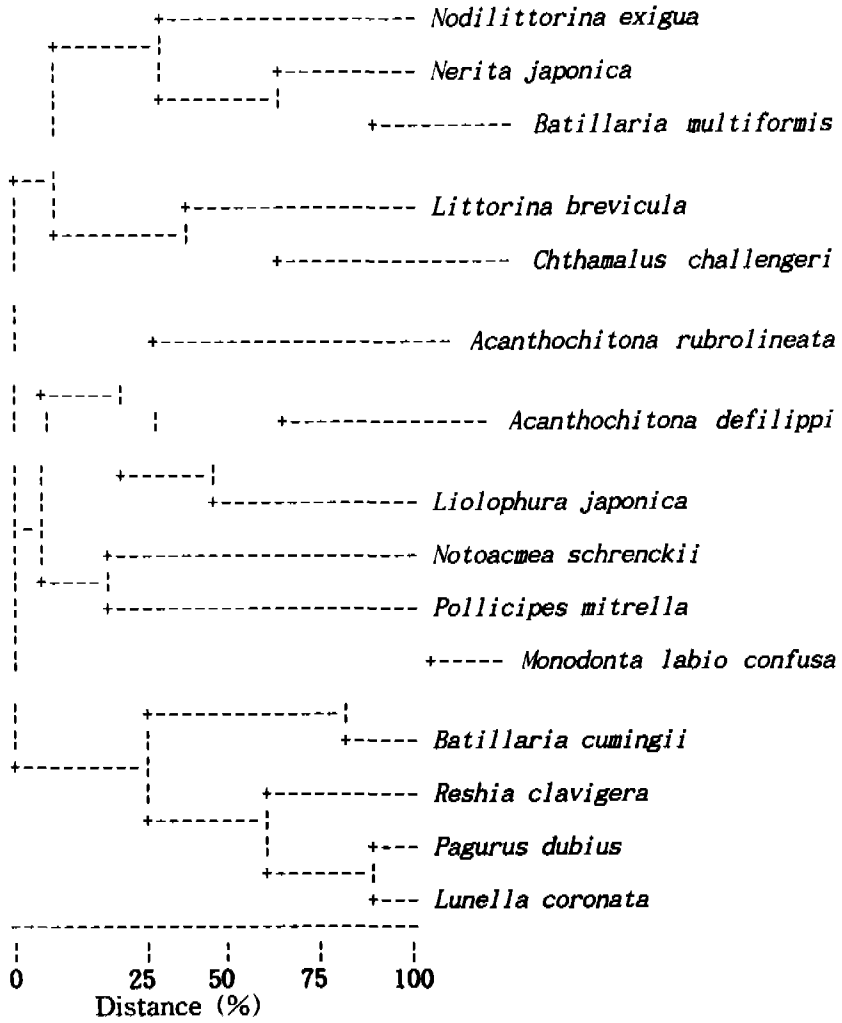 Nodilittorina exigua
Nerita japonica
Batillaria multiformis
Littorina brevicula
Chthamalus challengeri
Acanthochitona rubrolineata
Acanthochitona defilippi
Liolophura japonica
Notoacmea schrenckii
Pollicipes mitrella
Monodonta labio confusa
Batillaria cumingii
Reshia clavigera
Pagurus dubius
Lunella coronata
0 25 50 75 100
Distance (%)